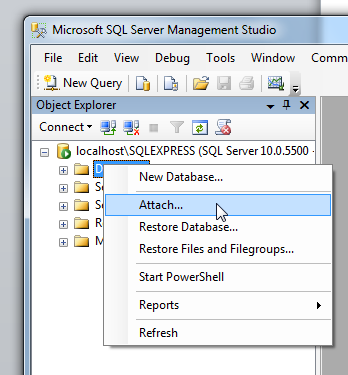 Microsoft SQL Server Management Studio
File Edit View Debug Tools Window Comm
New Query
Object Explorer
Connect
localhost\SQLEXPRESS (SQL Server 10.0.5500 -
New Database...
Attach...
Restore Database...
Restore Files and Filegroups...
Start PowerShell
Reports
Refresh